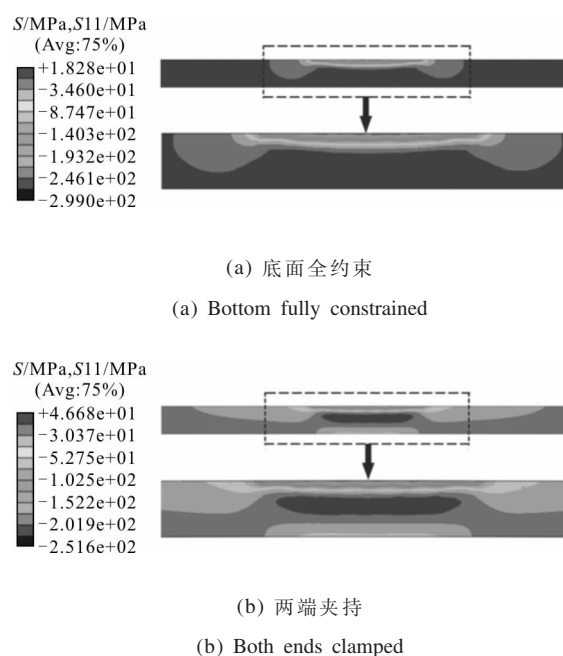 S/MPa,S11/MPa
(Avg:75%)
+1.828e+01
−3.460e+01
−8.747e+01
−1.403e+02
−1.932e+02
−2.461e+02
−2.990e+02
(a) 底面全约束
(a) Bottom fully constrained
S/MPa,S11/MPa
(Avg:75%)
+4.668e+01
−3.037e+01
−5.275e+01
−1.025e+02
−1.522e+02
−2.019e+02
−2.516e+02
(b) 两端夹持
(b) Both ends clamped